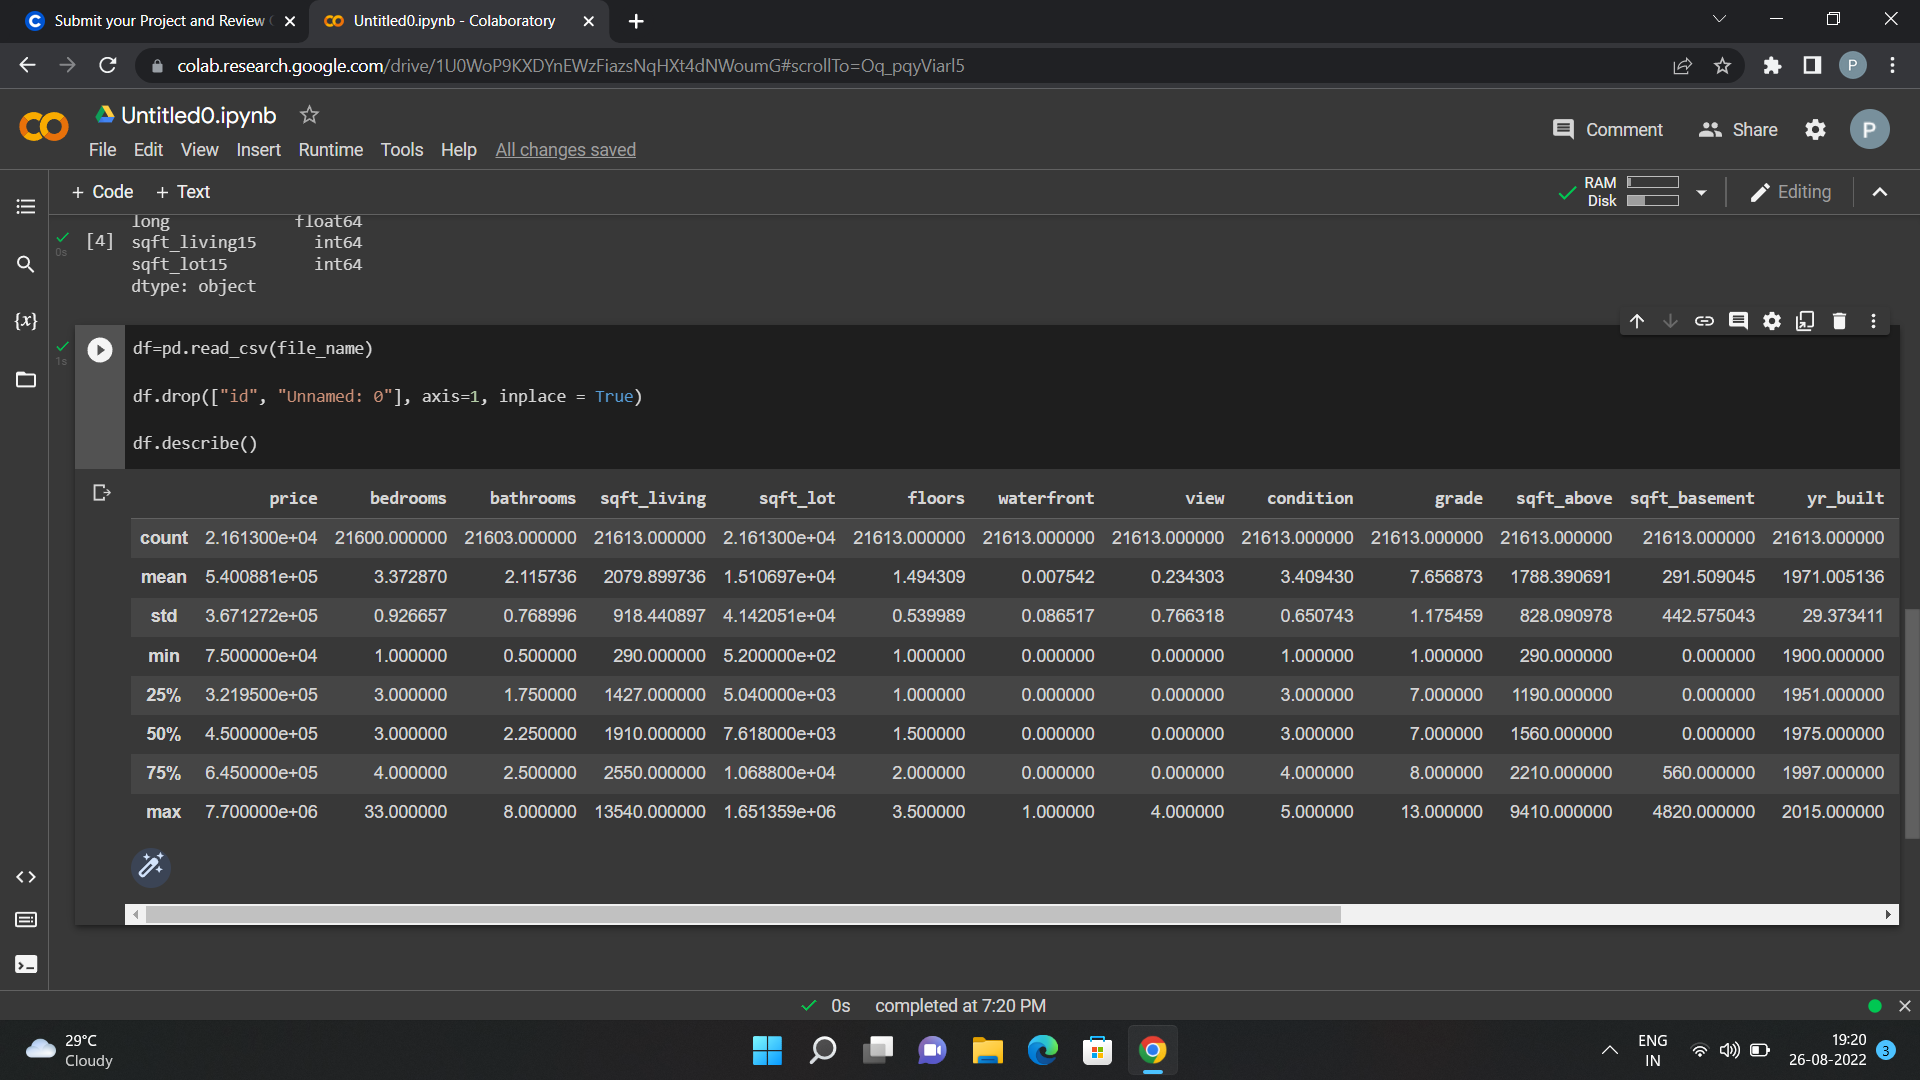 Submit your Project and Review
Untitled0.ipynb - Colaboratory
colab.research.google.com/drive/1U0WoP9KXDYnEWzFiazsNqHXt4dNWoumG#scrollTo=Oq_pqyViarl5
P
Untitled0.ipynb
Comment
Share
P
File Edit View Insert Runtime Tools Help All changes saved
+ Code + Text
RAM
Disk
Editing
long float64
[4] sqft_living15 int64
0s
sqft_lot15 int64
dtype: object
{x}
df=pd.read_csv(file_name)
1s
df.drop(["id", "Unnamed: 0"], axis=1, inplace = True)
df.describe()
price bedrooms bathrooms sqft_living sqft_lot floors waterfront view condition grade sqft_above sqft_basement yr_built
count 2.161300e+04 21600.000000 21603.000000 21613.000000 2.161300e+04 21613.000000 21613.000000 21613.000000 21613.000000 21613.000000 21613.000000 21613.000000 21613.000000
mean 5.400881e+05 3.372870 2.115736 2079.899736 1.510697e+04 1.494309 0.007542 0.234303 3.409430 7.656873 1788.390691 291.509045 1971.005136
std 3.671272e+05 0.926657 0.768996 918.440897 4.142051e+04 0.539989 0.086517 0.766318 0.650743 1.175459 828.090978 442.575043 29.373411
min 7.500000e+04 1.000000 0.500000 290.000000 5.200000e+02 1.000000 0.000000 0.000000 1.000000 1.000000 290.000000 0.000000 1900.000000
25% 3.219500e+05 3.000000 1.750000 1427.000000 5.040000e+03 1.000000 0.000000 0.000000 3.000000 7.000000 1190.000000 0.000000 1951.000000
50% 4.500000e+05 3.000000 2.250000 1910.000000 7.618000e+03 1.500000 0.000000 0.000000 3.000000 7.000000 1560.000000 0.000000 1975.000000
75% 6.450000e+05 4.000000 2.500000 2550.000000 1.068800e+04 2.000000 0.000000 0.000000 4.000000 8.000000 2210.000000 560.000000 1997.000000
max 7.700000e+06 33.000000 8.000000 13540.000000 1.651359e+06 3.500000 1.000000 4.000000 5.000000 13.000000 9410.000000 4820.000000 2015.000000
0s completed at 7:20 PM
29°C
Cloudy
ENG
IN
19:20
26-08-2022
3